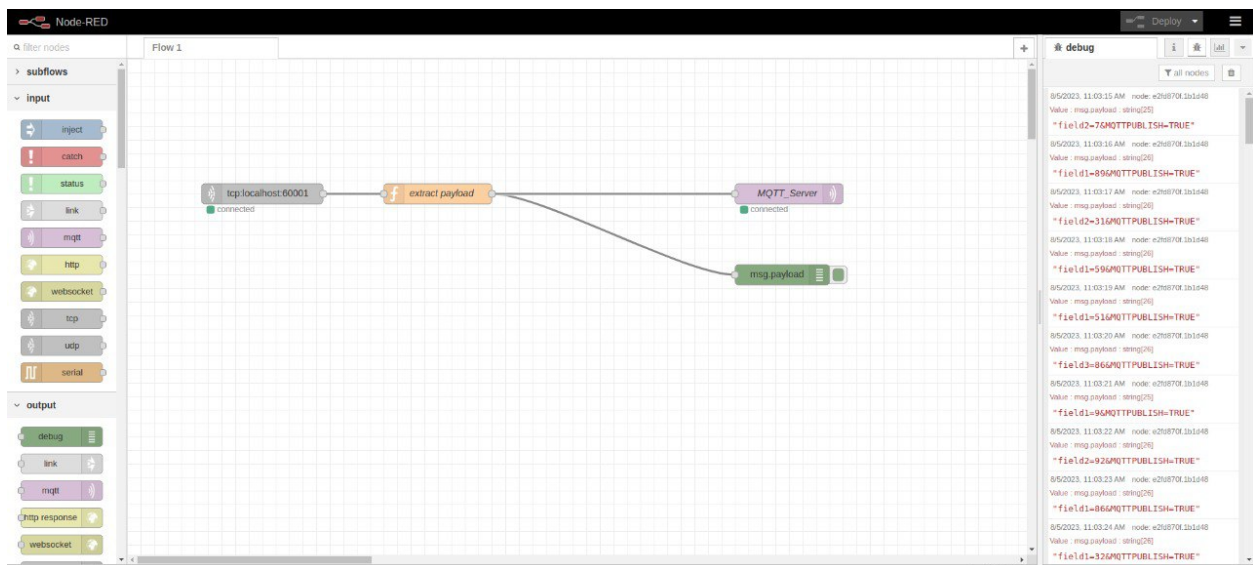 Node-RED
Deploy
filter nodes
subflows
input
inject
catch
status
link
mqtt
http
websocket
tcp
udp
serial
output
debug
link
mqtt
http response
websocket
Flow 1
tcp:localhost:60001
connected
extract payload
MQTT_Server
connected
msg.payload
debug
i
all nodes
8/5/2023, 11:03:15 AM node: e2fd870f.1b1d48
Value : msg.payload : string[25]
"field2=7&MQTTPUBLISH=TRUE"
8/5/2023, 11:03:16 AM node: e2fd870f.1b1d48
Value : msg.payload : string[26]
"field1=89&MQTTPUBLISH=TRUE"
8/5/2023, 11:03:17 AM node: e2fd870f.1b1d48
Value : msg.payload : string[26]
"field2=31&MQTTPUBLISH=TRUE"
8/5/2023, 11:03:18 AM node: e2fd870f.1b1d48
Value : msg.payload : string[26]
"field1=59&MQTTPUBLISH=TRUE"
8/5/2023, 11:03:19 AM node: e2fd870f.1b1d48
Value : msg.payload : string[26]
"field1=51&MQTTPUBLISH=TRUE"
8/5/2023, 11:03:20 AM node: e2fd870f.1b1d48
Value : msg.payload : string[26]
"field3=86&MQTTPUBLISH=TRUE"
8/5/2023, 11:03:21 AM node: e2fd870f.1b1d48
Value : msg.payload : string[25]
"field1=9&MQTTPUBLISH=TRUE"
8/5/2023, 11:03:22 AM node: e2fd870f.1b1d48
Value : msg.payload : string[26]
"field2=92&MQTTPUBLISH=TRUE"
8/5/2023, 11:03:23 AM node: e2fd870f.1b1d48
Value : msg.payload : string[26]
"field1=86&MQTTPUBLISH=TRUE"
8/5/2023, 11:03:24 AM node: e2fd870f.1b1d48
Value : msg.payload : string[26]
"field1=32&MQTTPUBLISH=TRUE"